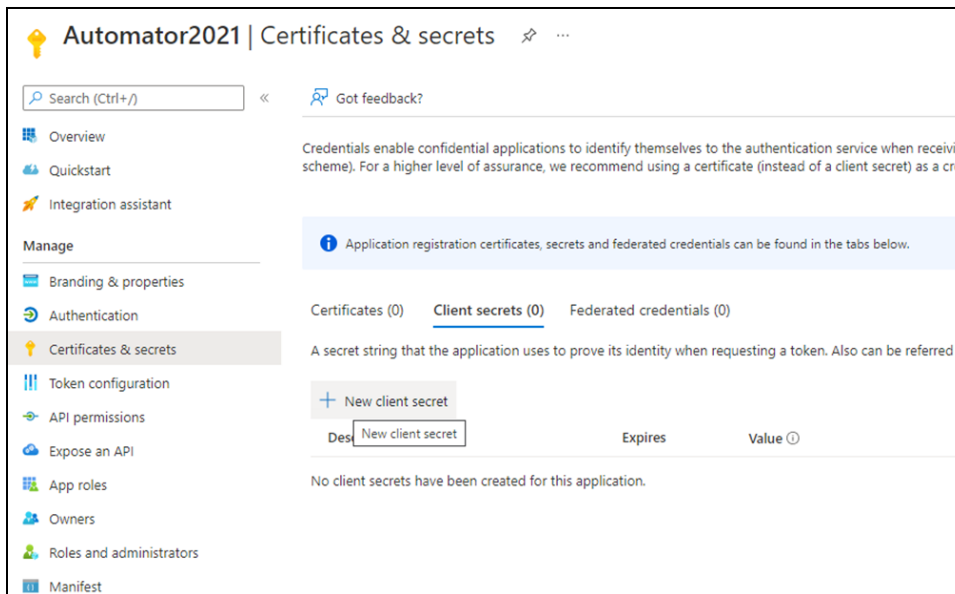 Automator2021 | Certificates & secrets
Search (Ctrl+/)
Got feedback?
Overview
Quickstart
Integration assistant
Manage
Branding & properties
Authentication
Certificates & secrets
Token configuration
API permissions
Expose an API
App roles
Owners
Roles and administrators
Manifest
Credentials enable confidential applications to identify themselves to the authentication service when
scheme). For a higher level of assurance, we recommend using a certificate (instead of a client secret) as a
Application registration certificates, secrets and federated credentials can be found in the tabs below.
Certificates (0) Client secrets (0) Federated credentials (0)
A secret string that the application uses to prove its identity when requesting a token. Also can be referred
New client secret
New client secret
Expires Value
No client secrets have been created for this application.